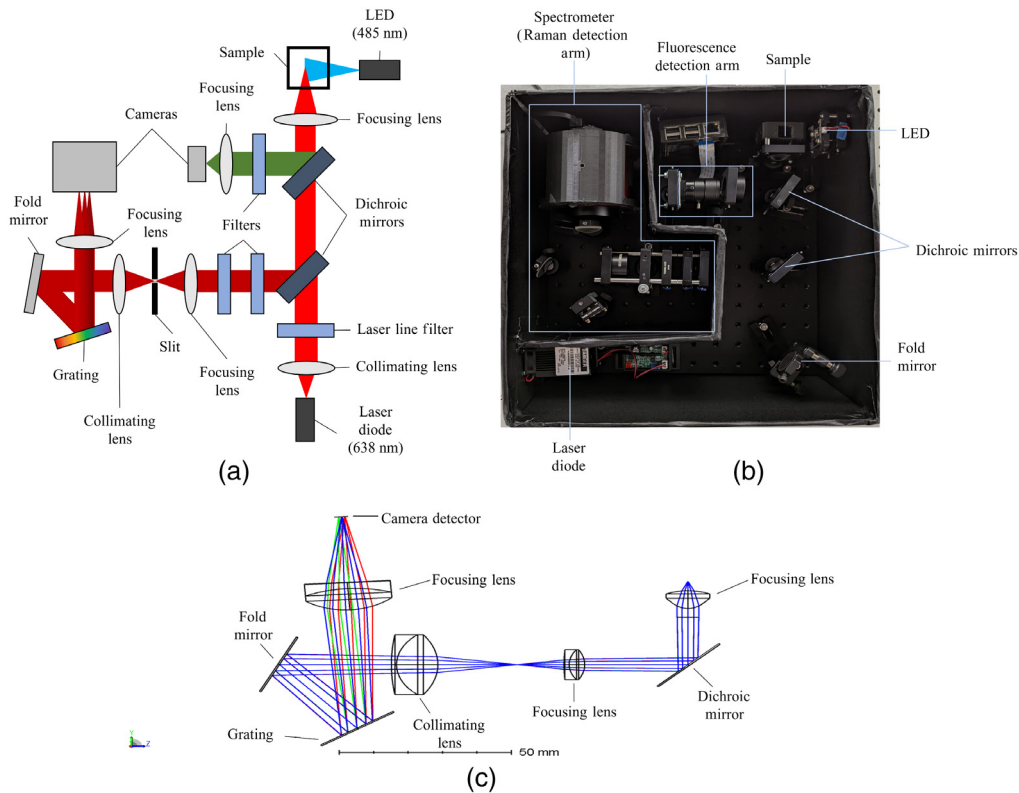 LED
(485 nm)
Sample
Focusing
lens
Focusing lens
Cameras
Fold
mirror
Focusing
lens
Filters
Dichroic
mirrors
Laser line filter
Slit
Grating
Focusing
lens
Collimating lens
Collimating
lens
Laser
diode
(638 nm)
(a)
Spectrometer
(Raman detection
arm)
Fluorescence
detection arm
Sample
LED
Dichroic mirrors
Fold
mirror
Laser
diode
(b)
Camera detector
Focusing lens
Focusing lens
Fold
mirror
Dichroic
mirror
Focusing lens
Collimating
lens
Grating
50 mm
Y
Z
(c)